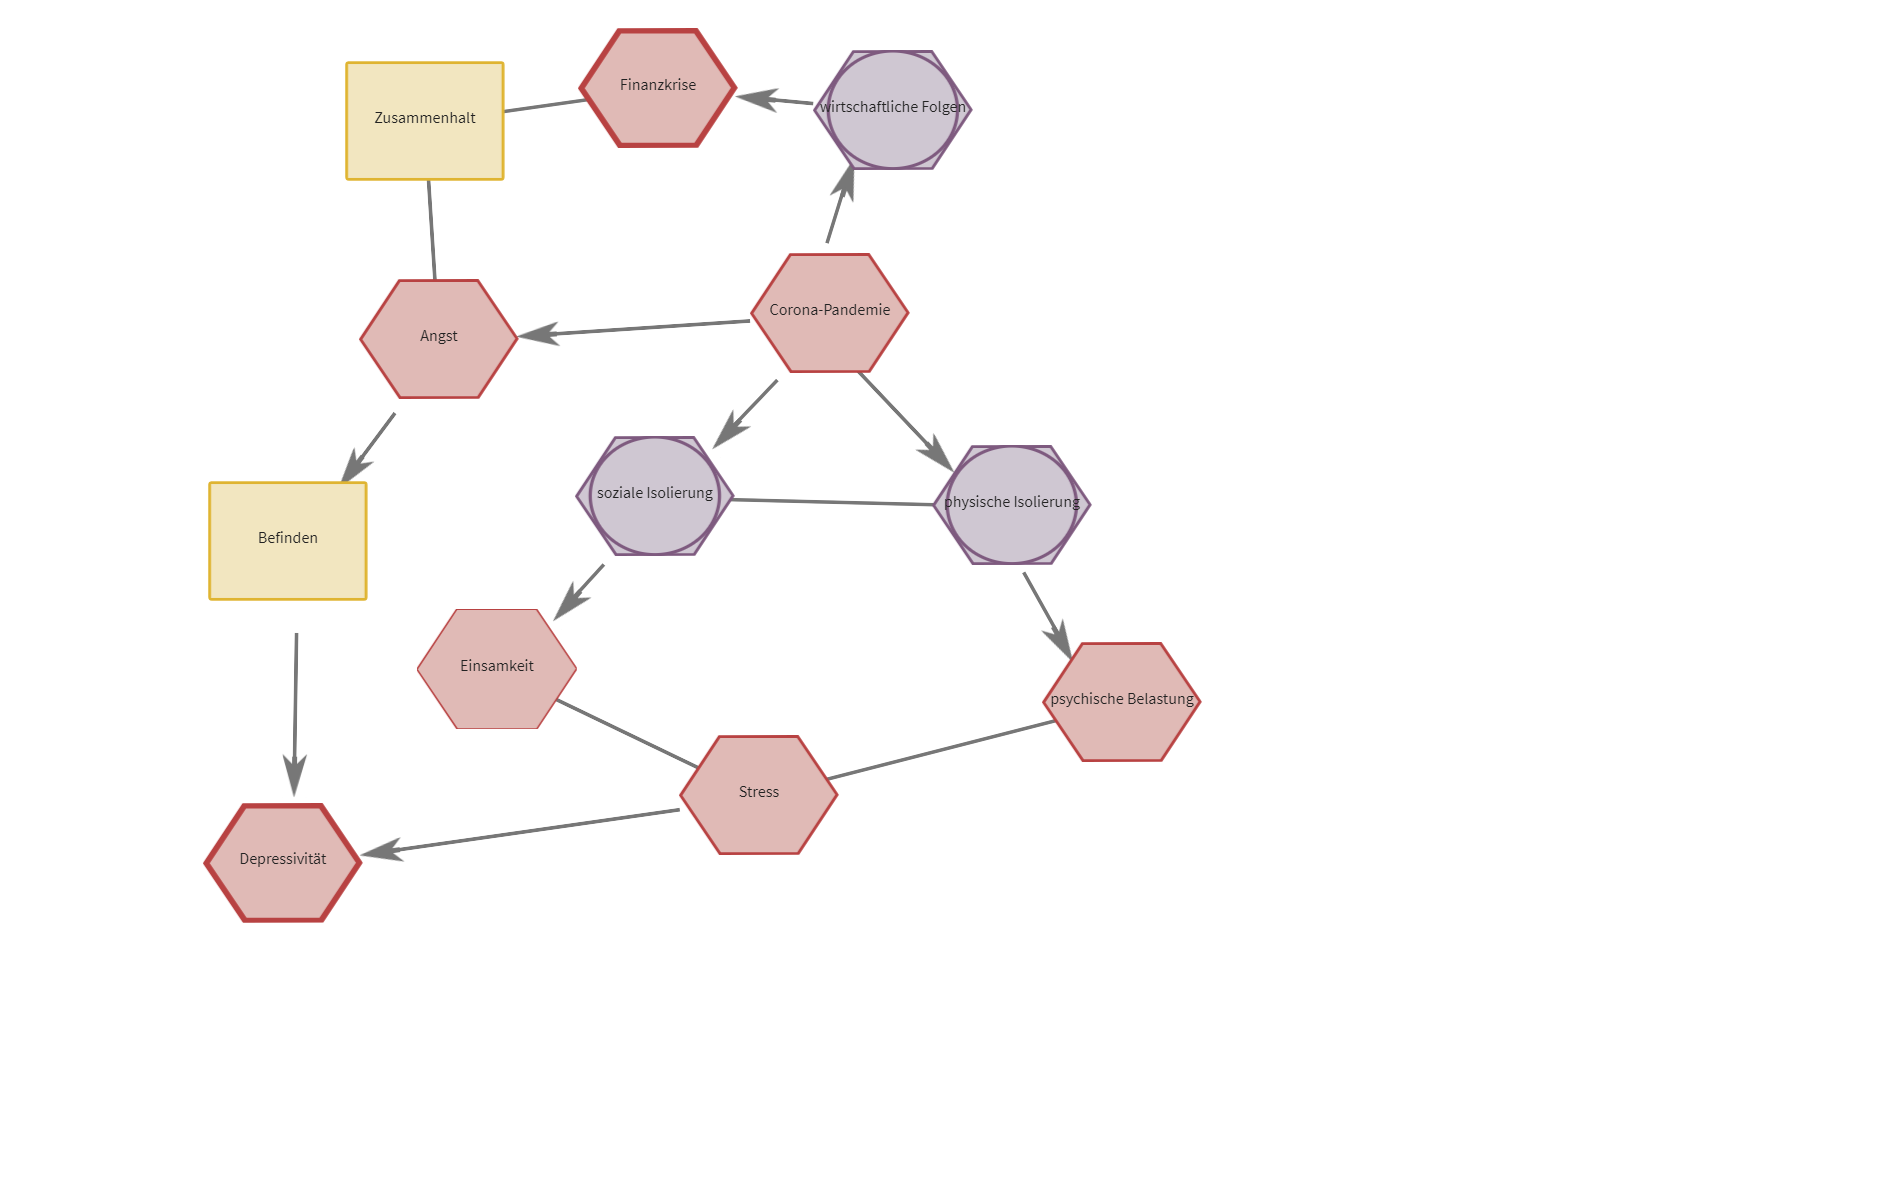 Finanzkrise
wirtschaftliche Folgen
Zusammenhalt
Corona-Pandemie
Angst
soziale Isolierung
physische Isolierung
Befinden
Einsamkeit
psychische Belastung
Stress
Depressivität